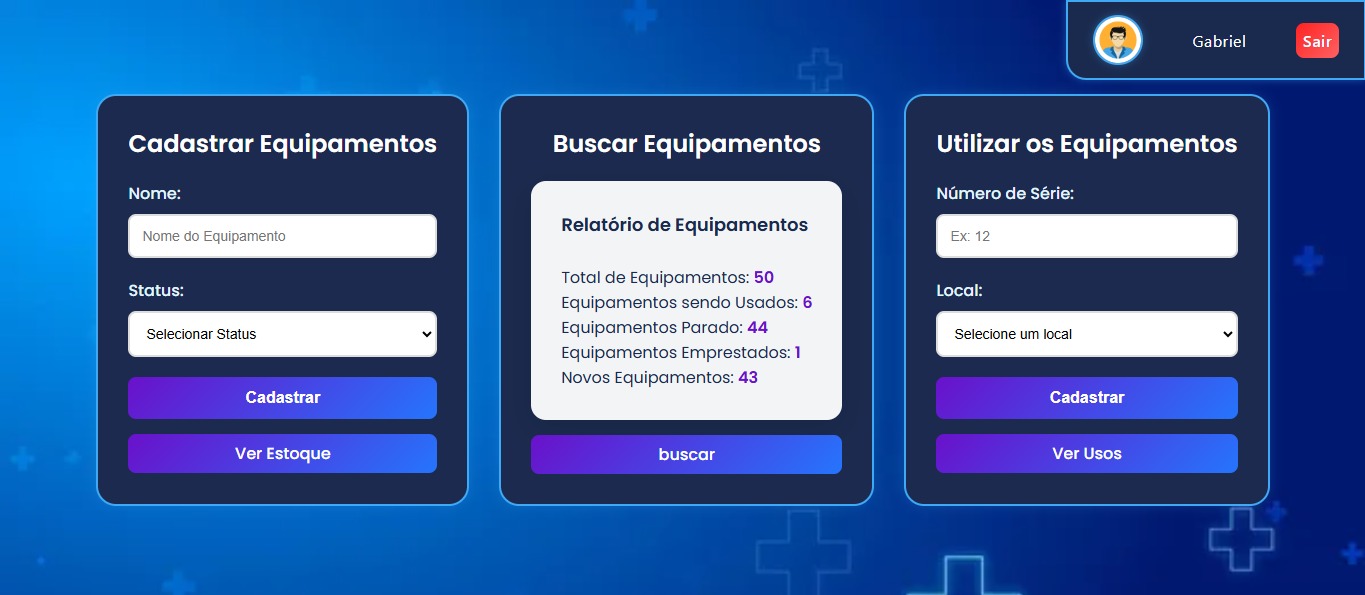 Gabriel
Sair
Cadastrar Equipamentos
Nome:
Nome do Equipamento
Status:
Selecionar Status
Cadastrar
Ver Estoque
Buscar Equipamentos
Relatório de Equipamentos
Total de Equipamentos: 50
Equipamentos sendo Usados: 6
Equipamentos Parado: 44
Equipamentos Emprestados: 1
Novos Equipamentos: 43
buscar
Utilizar os Equipamentos
Número de Série:
Ex: 12
Local:
Selecione um local
Cadastrar
Ver Usos